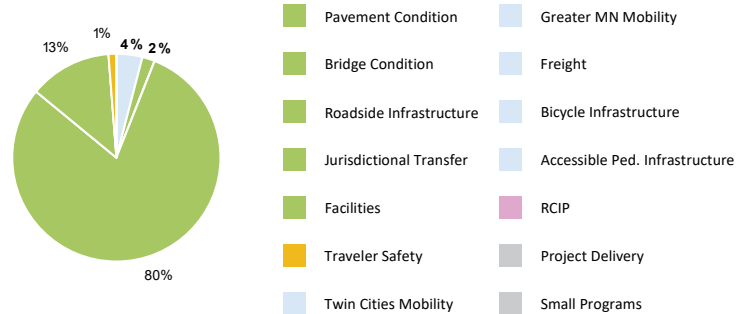 1%
4%
2%
13%
80%
Pavement Condition
Bridge Condition
Roadside Infrastructure
Jurisdictional Transfer
Facilities
Traveler Safety
Twin Cities Mobility
Greater MN Mobility
Freight
Bicycle Infrastructure
Accessible Ped. Infrastructure
RCIP
Project Delivery
Small Programs